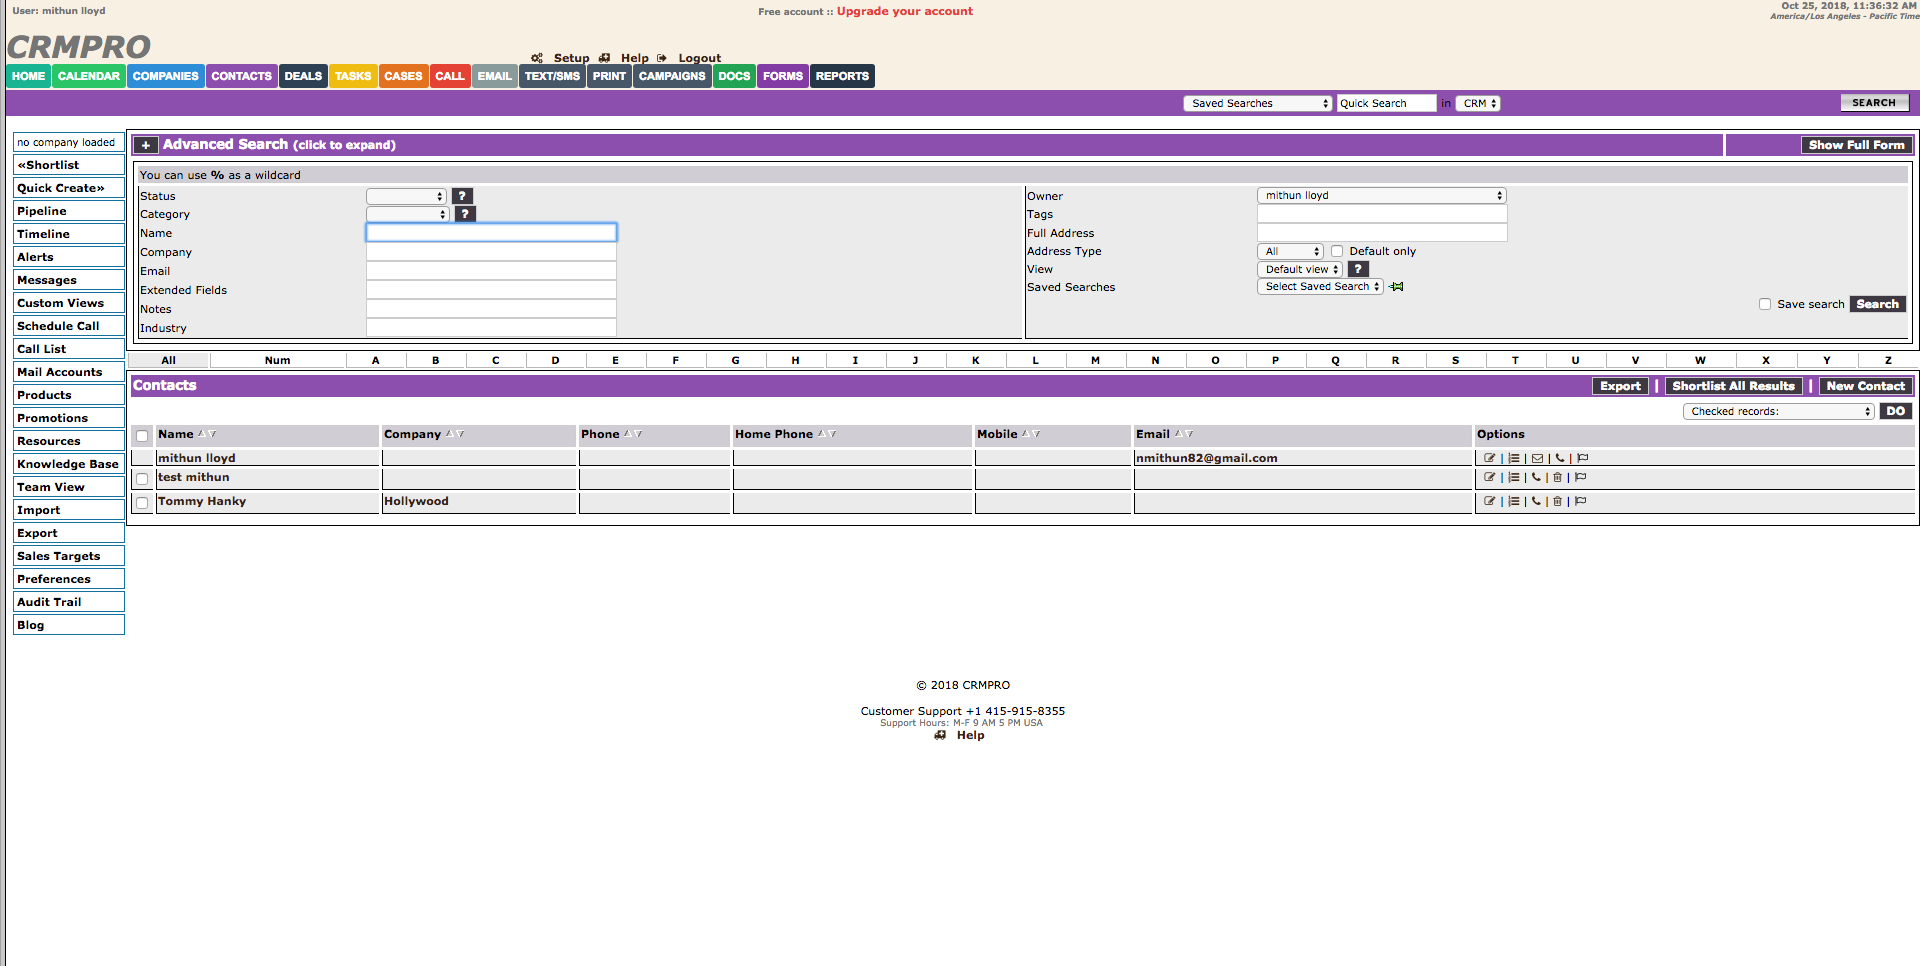 User: mithun lloyd
Free account :: Upgrade your account
Oct 25, 2018, 11:36:32 AM
America/Los Angeles - Pacific Time
CRMPRO
Setup Help Logout
HOME CALENDAR COMPANIES CONTACTS DEALS TASKS CASES CALL EMAIL TEXT/SMS PRINT CAMPAIGNS DOCS FORMS REPORTS
Saved Searches Quick Search in CRM SEARCH
no company loaded
«Shortlist
Quick Create»
Pipeline
Timeline
Alerts
Messages
Custom Views
Schedule Call
Call List
Mail Accounts
Products
Promotions
Resources
Knowledge Base
Team View
Import
Export
Sales Targets
Preferences
Audit Trail
Blog
+ Advanced Search (click to expand) Show Full Form
You can use % as a wildcard
Status ?
Category ?
Name
Company
Email
Extended Fields
Notes
Industry
Owner mithun lloyd
Tags
Full Address
Address Type All Default only
View Default view ?
Saved Searches Select Saved Search
Save search Search
All Num A B C D E F G H I J K L M N O P Q R S T U V W X Y Z
Contacts Export | Shortlist All Results | New Contact
Checked records: DO
Name Company Phone Home Phone Mobile Email Options
mithun lloyd nmithun82@gmail.com
test mithun
Tommy Hanky Hollywood
© 2018 CRMPRO
Customer Support +1 415-915-8355
Support Hours: M-F 9 AM 5 PM USA
Help